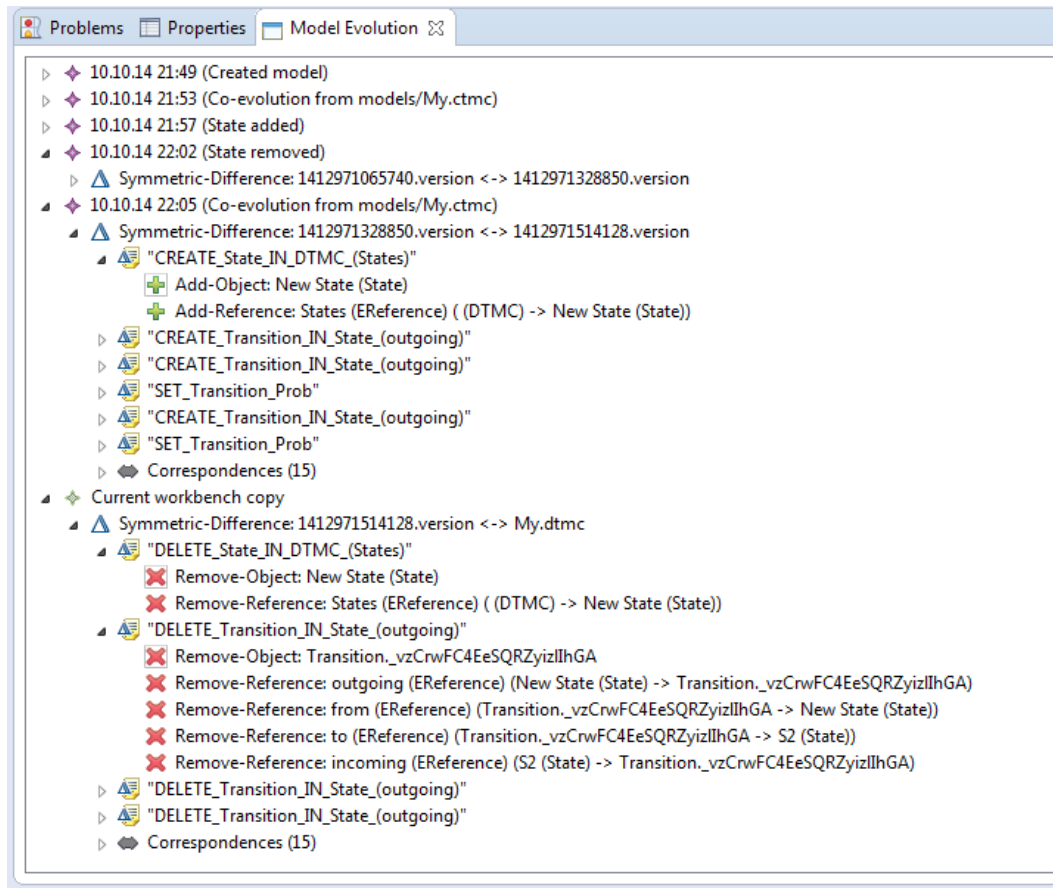 Problems Properties Model Evolution
10.10.14 21:49 (Created model)
10.10.14 21:53 (Co-evolution from models/My.ctmc)
10.10.14 21:57 (State added)
10.10.14 22:02 (State removed)
Symmetric-Difference: 1412971065740.version <-> 1412971328850.version
10.10.14 22:05 (Co-evolution from models/My.ctmc)
Symmetric-Difference: 1412971328850.version <-> 1412971514128.version
"CREATE_State_IN_DTMC_(States)"
Add-Object: New State (State)
Add-Reference: States (EReference) ( (DTMC) -> New State (State))
"CREATE_Transition_IN_State_(outgoing)"
"CREATE_Transition_IN_State_(outgoing)"
"SET_Transition_Prob"
"CREATE_Transition_IN_State_(outgoing)"
"SET_Transition_Prob"
Correspondences (15)
Current workbench copy
Symmetric-Difference: 1412971514128.version <-> My.dtmc
"DELETE_State_IN_DTMC_(States)"
Remove-Object: New State (State)
Remove-Reference: States (EReference) ( (DTMC) -> New State (State))
"DELETE_Transition_IN_State_(outgoing)"
Remove-Object: Transition._vzCrwFC4EeSQRZyizlIhGA
Remove-Reference: outgoing (EReference) (New State (State) -> Transition._vzCrwFC4EeSQRZyizlIhGA)
Remove-Reference: from (EReference) (Transition._vzCrwFC4EeSQRZyizlIhGA -> New State (State))
Remove-Reference: to (EReference) (Transition._vzCrwFC4EeSQRZyizlIhGA -> S2 (State))
Remove-Reference: incoming (EReference) (S2 (State) -> Transition._vzCrwFC4EeSQRZyizlIhGA)
"DELETE_Transition_IN_State_(outgoing)"
"DELETE_Transition_IN_State_(outgoing)"
Correspondences (15)